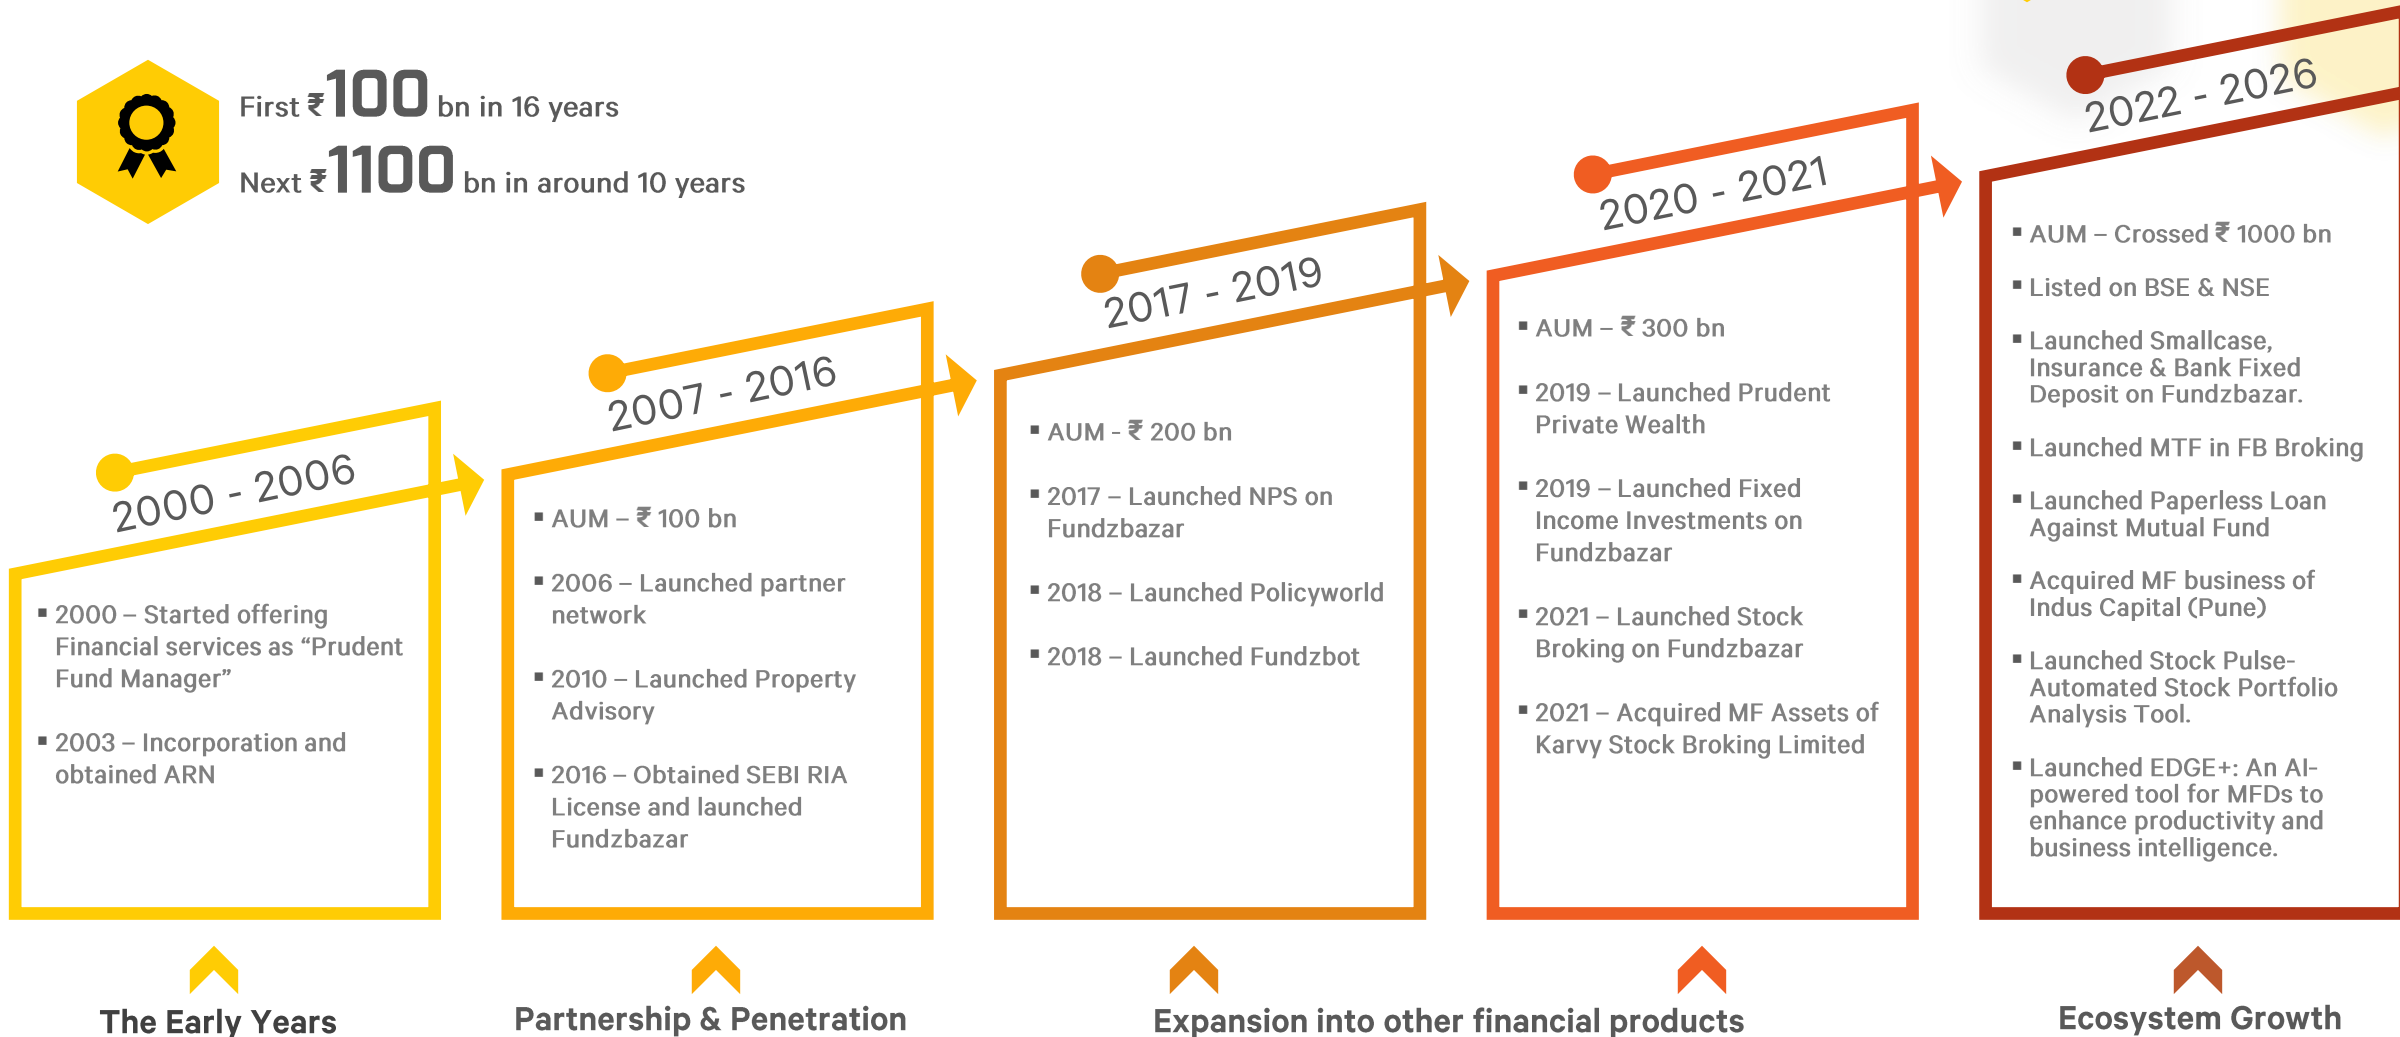 First ₹100 bn in 16 years
Next ₹1100 bn in around 10 years
2000 - 2006
▪ 2000 – Started offering
Financial services as “Prudent
Fund Manager”
▪ 2003 – Incorporation and
obtained ARN
The Early Years
2007 - 2016
▪ AUM – ₹ 100 bn
▪ 2006 – Launched partner
network
▪ 2010 – Launched Property
Advisory
▪ 2016 – Obtained SEBI RIA
License and launched
Fundzbazar
Partnership & Penetration
2017 - 2019
▪ AUM - ₹ 200 bn
▪ 2017 – Launched NPS on
Fundzbazar
▪ 2018 – Launched Policyworld
▪ 2018 – Launched Fundzbot
2020 - 2021
▪ AUM – ₹ 300 bn
▪ 2019 – Launched Prudent
Private Wealth
▪ 2019 – Launched Fixed
Income Investments on
Fundzbazar
▪ 2021 – Launched Stock
Broking on Fundzbazar
▪ 2021 – Acquired MF Assets of
Karvy Stock Broking Limited
Expansion into other financial products
2022 - 2026
▪ AUM – Crossed ₹ 1000 bn
▪ Listed on BSE & NSE
▪ Launched Smallcase,
Insurance & Bank Fixed
Deposit on Fundzbazar.
▪ Launched MTF in FB Broking
▪ Launched Paperless Loan
Against Mutual Fund
▪ Acquired MF business of
Indus Capital (Pune)
▪ Launched Stock Pulse-
Automated Stock Portfolio
Analysis Tool.
▪ Launched EDGE+: An AI-
powered tool for MFDs to
enhance productivity and
business intelligence.
Ecosystem Growth